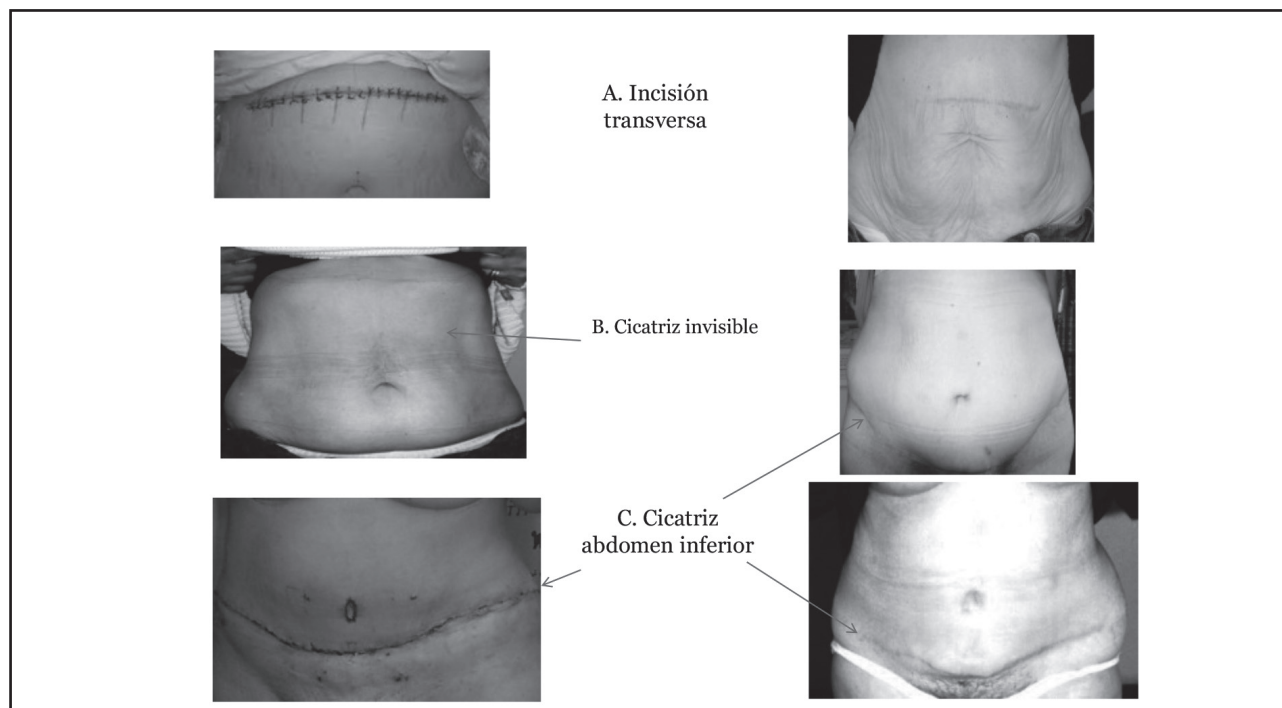 A. Incisión
transversa
B. Cicatriz invisible
C. Cicatriz
abdomen inferior